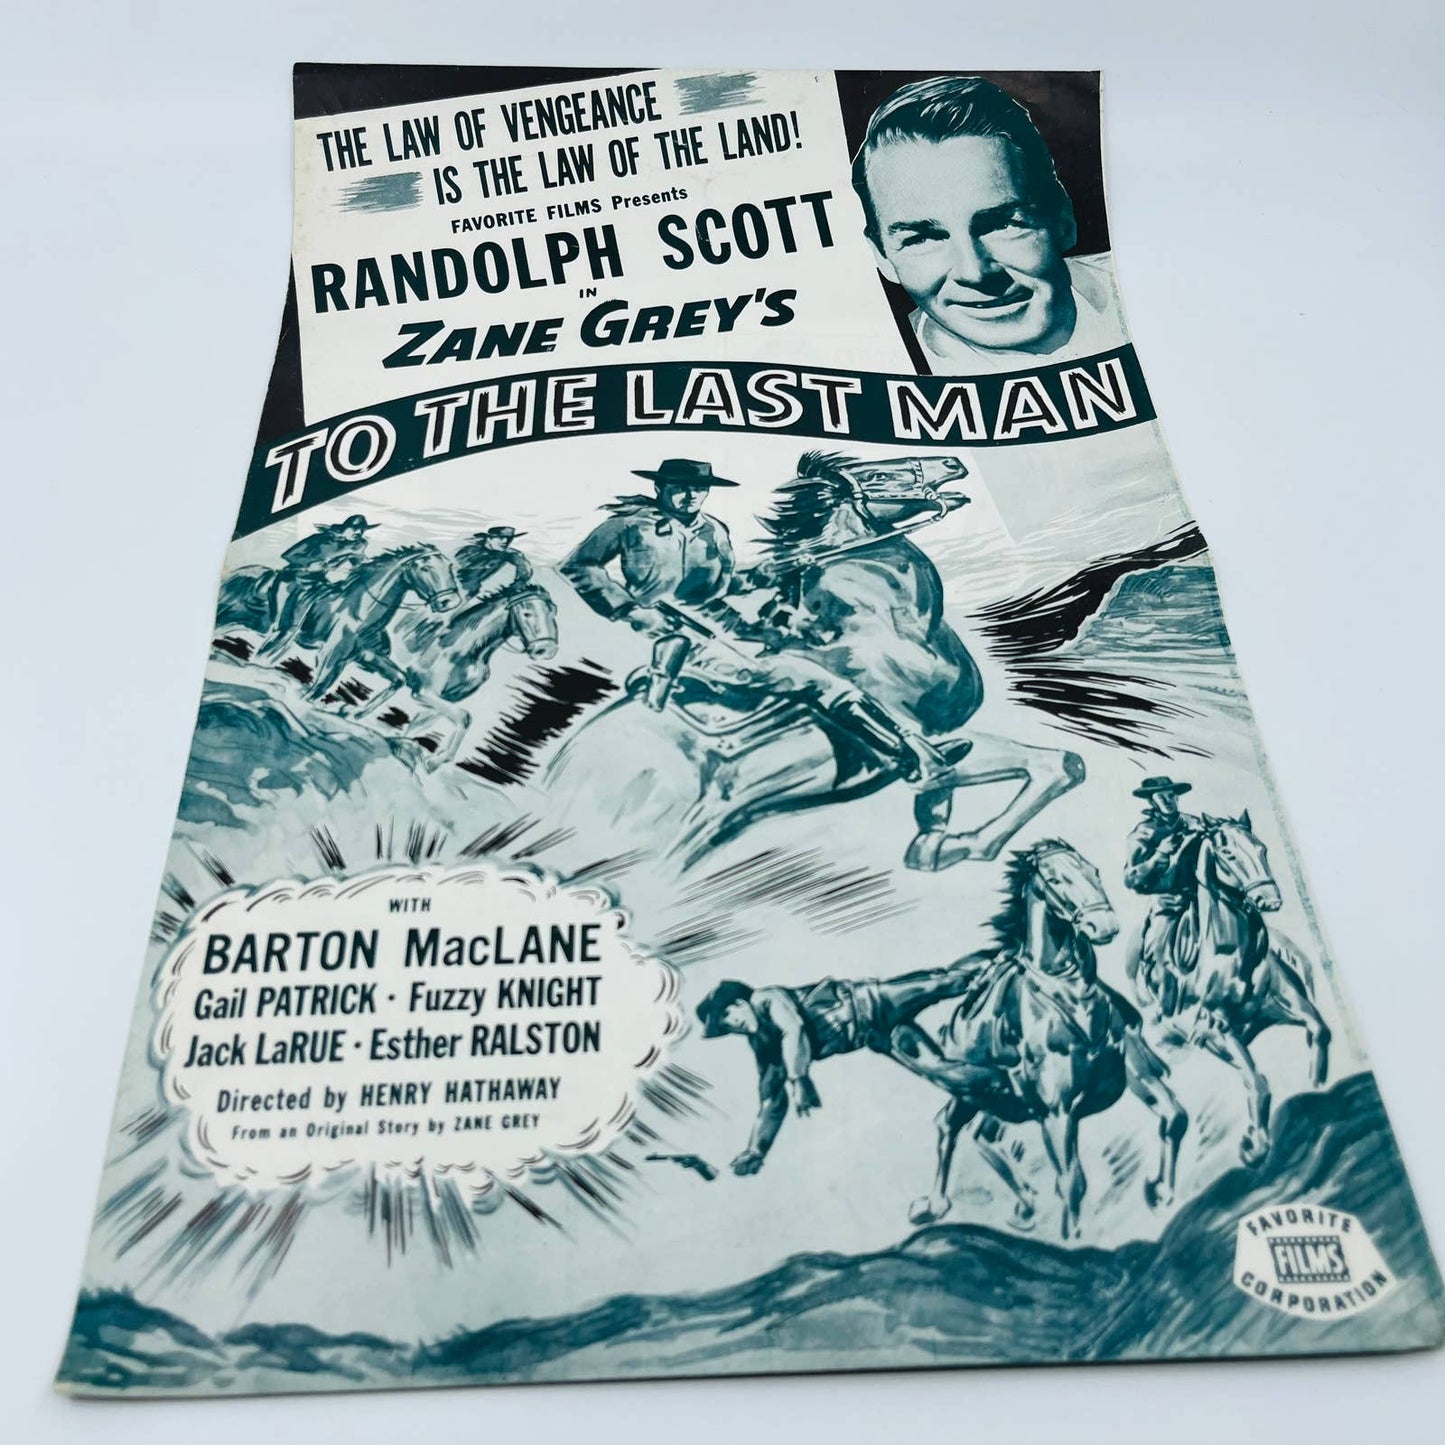 THE LAW OF VENGEANCE
IS THE LAW OF THE LAND!
FAVORITE FILMS Presents
RANDOLPH SCOTT
IN
ZANE GREY'S
TO THE LAST MAN
WITH
BARTON MacLANE
Gail PATRICK · Fuzzy KNIGHT
Jack LaRUE · Esther RALSTON
Directed by HENRY HATHAWAY
From an Original Story by ZANE GREY
FAVORITE
FILMS
CORPORATION